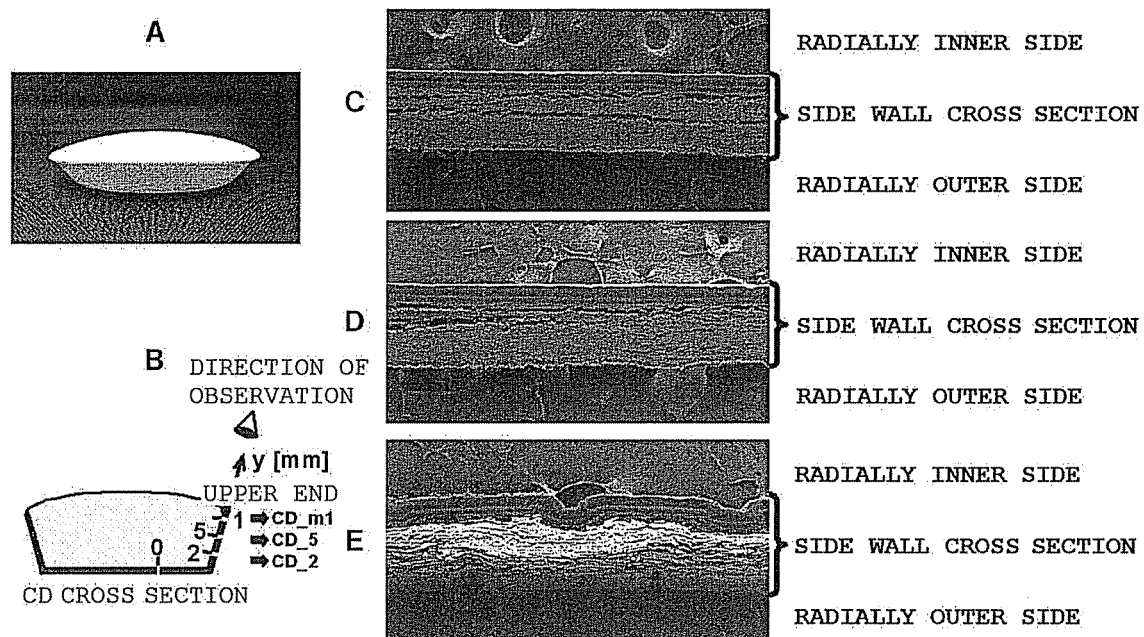 A
B
DIRECTION OF
OBSERVATION
y [mm]
UPPER END
1 CD_m1
5 CD_5
0 2 CD_2
CD CROSS SECTION
C
RADIALLY INNER SIDE
SIDE WALL CROSS SECTION
RADIALLY OUTER SIDE
D
RADIALLY INNER SIDE
SIDE WALL CROSS SECTION
RADIALLY OUTER SIDE
E
RADIALLY INNER SIDE
SIDE WALL CROSS SECTION
RADIALLY OUTER SIDE